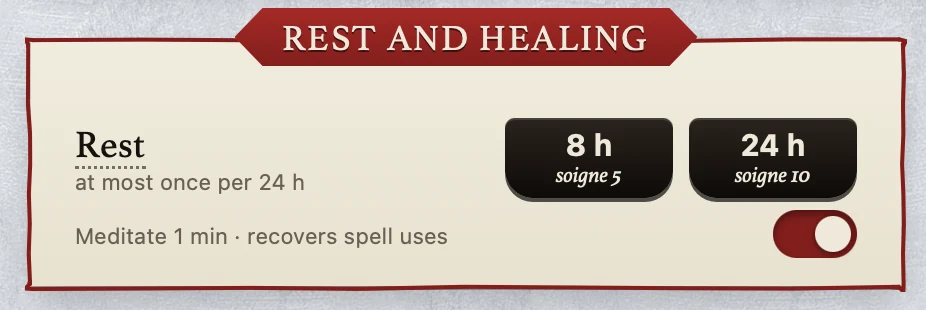 REST AND HEALING
Rest
at most once per 24 h
8 h
soigne 5
24 h
soigne 10
Meditate 1 min · recovers spell uses